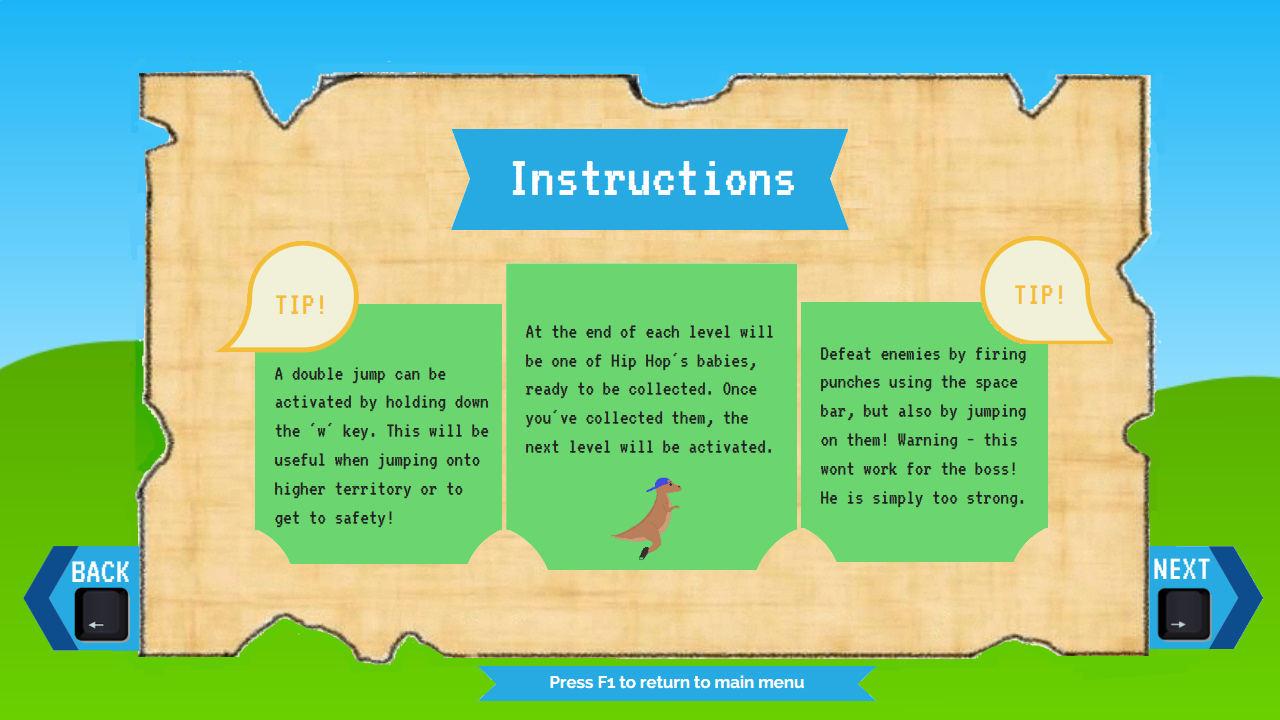 Instructions
TIP!
A double jump can be
activated by holding down
the ´w´ key. This will be
useful when jumping onto
higher territory or to
get to safety!
At the end of each level will
be one of Hip Hop´s babies,
ready to be collected. Once
you´ve collected them, the
next level will be activated.
TIP!
Defeat enemies by firing
punches using the space
bar, but also by jumping
on them! Warning - this
wont work for the boss!
He is simply too strong.
BACK
←
NEXT
→
Press F1 to return to main menu